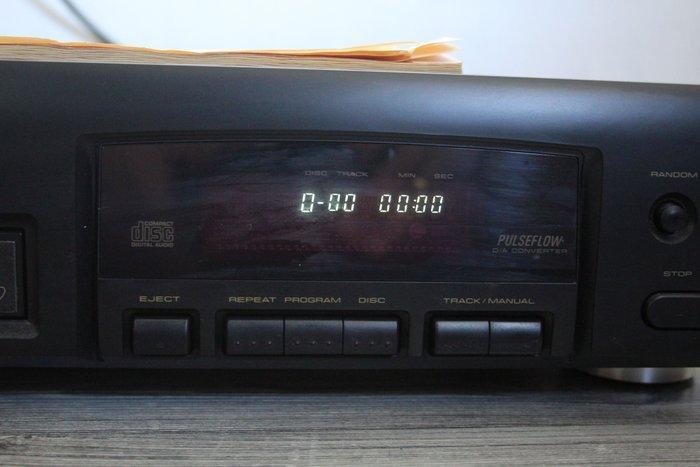 DISC TRACK MIN SEC
0-00 00:00
COMPACT
disc
DIGITAL AUDIO
PULSEFLOW
D/A CONVERTER
RANDOM
STOP
EJECT REPEAT PROGRAM DISC TRACK/MANUAL